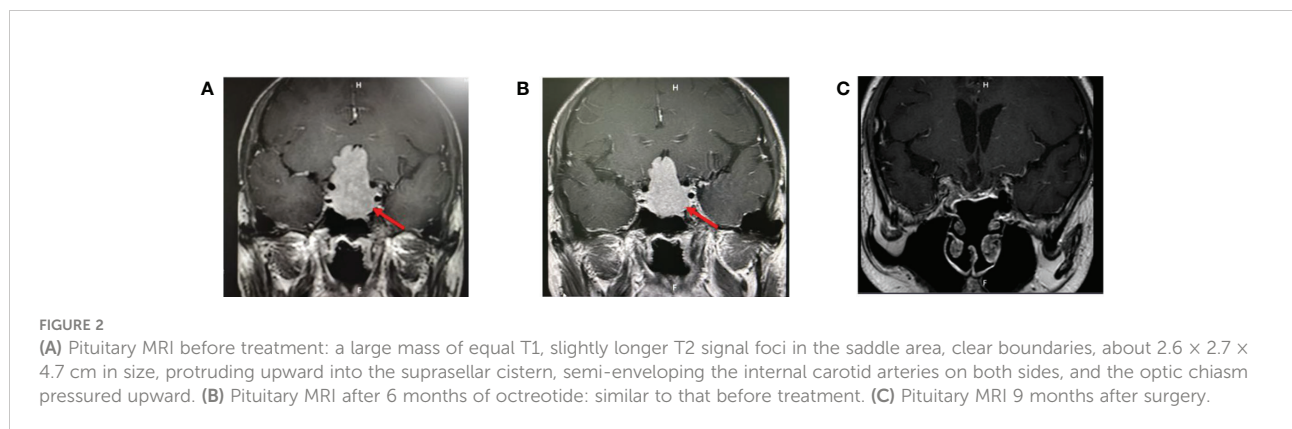 A
B
C
H
H
H
F
F
F
FIGURE 2
(A) Pituitary MRI before treatment: a large mass of equal T1, slightly longer T2 signal foci in the saddle area, clear boundaries, about 2.6 × 2.7 ×
4.7 cm in size, protruding upward into the suprasellar cistern, semi-enveloping the internal carotid arteries on both sides, and the optic chiasm
pressured upward. (B) Pituitary MRI after 6 months of octreotide: similar to that before treatment. (C) Pituitary MRI 9 months after surgery.